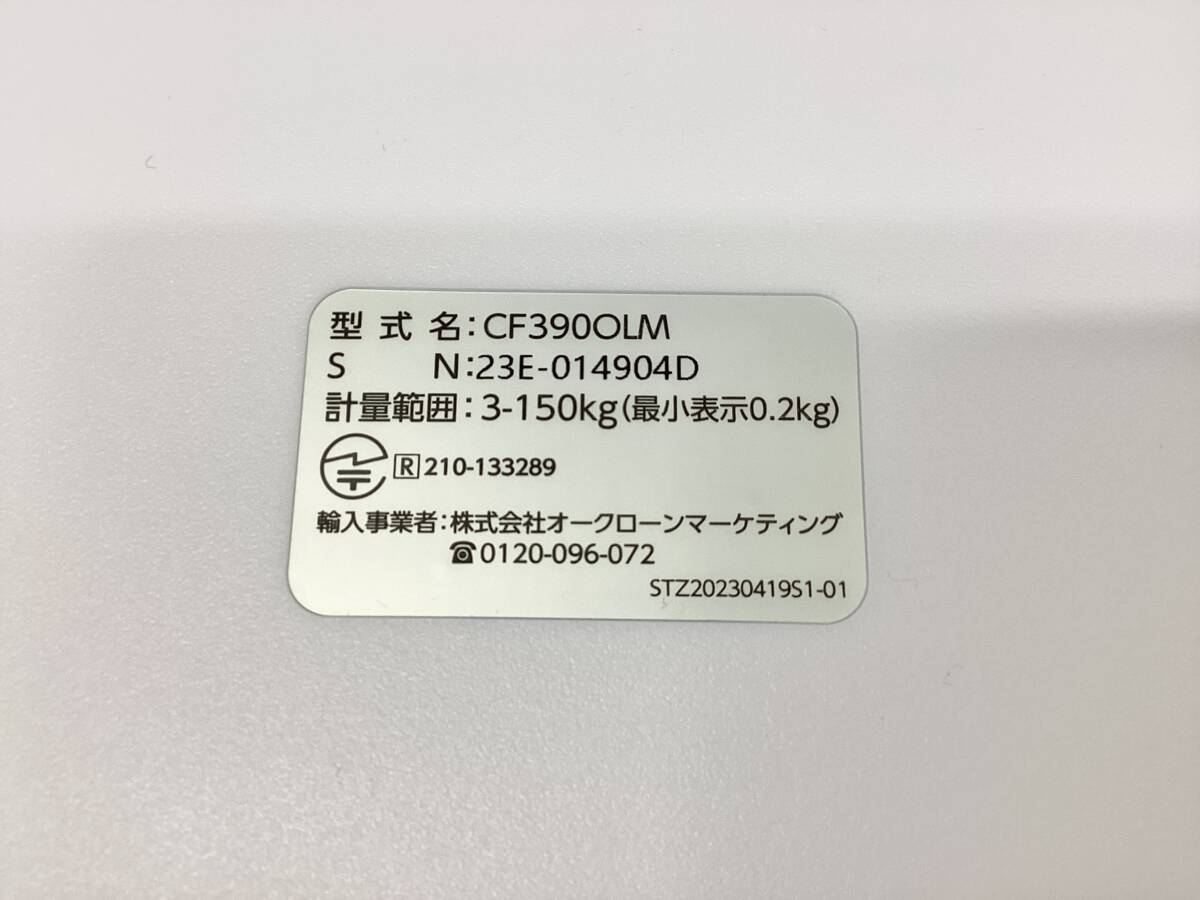 型式名:CF390OLM
S N:23E-014904D
計量範囲:3-150kg(最小表示0.2kg)
R 210-133289
輸入事業者:株式会社オークローンマーケティング
☎0120-096-072
STZ20230419S1-01